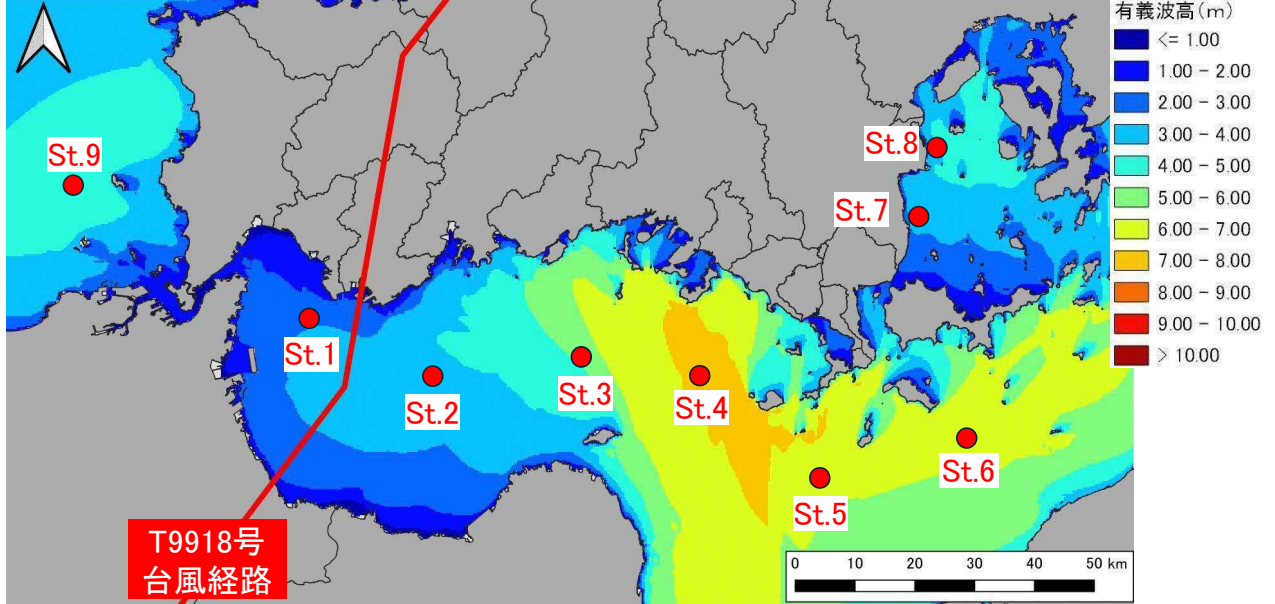 有義波高(m)
<= 1.00
1.00 - 2.00
2.00 - 3.00
3.00 - 4.00
4.00 - 5.00
5.00 - 6.00
6.00 - 7.00
7.00 - 8.00
8.00 - 9.00
9.00 - 10.00
> 10.00
St.9
St.8
St.7
St.1
St.2
St.3
St.4
St.5
St.6
T9918号
台風経路
0 10 20 30 40 50 km